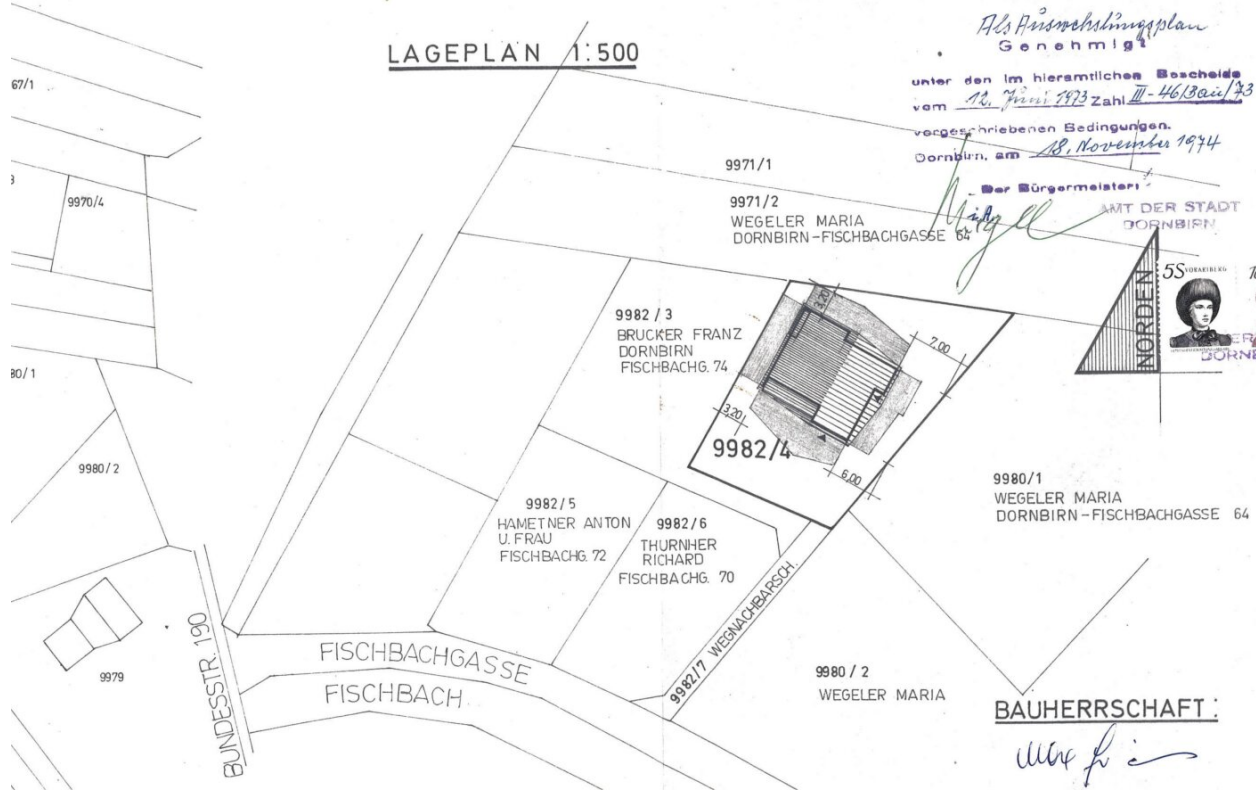 LAGEPLAN 1:500
Als Auswechslungsplan
Genehmigt
unter den im hieramtlichen Bescheide
vom 12. Juni 1973 Zahl III-46/Bau/73
vorgeschriebenen Bedingungen.
Dornbirn, am 18. November 1974
Der Bürgermeister:
i.A.
AMT DER STADT
DORNBIRN
67/1
9970/4
80/1
9980/2
9979
9971/1
9971/2
WEGELER MARIA
DORNBIRN-FISCHBACHGASSE 64
NORDEN
5S VORARLBERG
DORNB
9982/3
BRUCKER FRANZ
DORNBIRN
FISCHBACHG. 74
3,20
7,00
3,20
9982/4
6,00
9982/5
HAMETNER ANTON
U. FRAU
FISCHBACHG. 72
9982/6
THURNHER
RICHARD
FISCHBACHG. 70
9980/1
WEGELER MARIA
DORNBIRN-FISCHBACHGASSE 64
9982/7 WEGNACHBARSCH.
9980/2
WEGELER MARIA
BUNDESSTR. 190
FISCHBACHGASSE
FISCHBACH
BAUHERRSCHAFT: